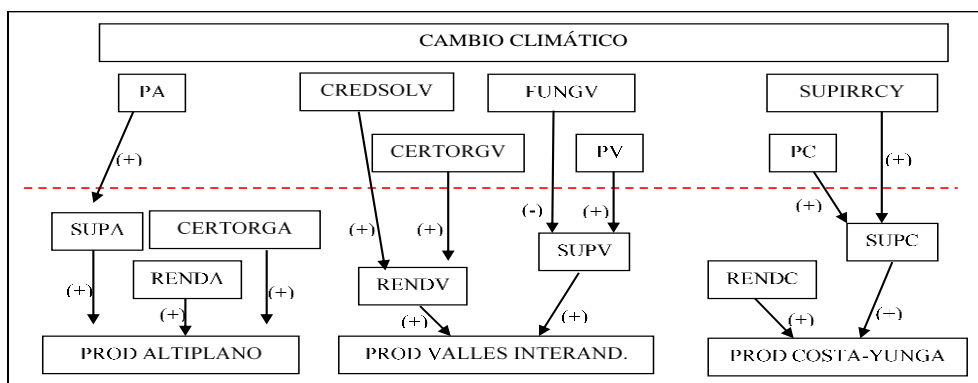 CAMBIO CLIMÁTICO
PA
CREDSOLV
FUNGV
SUPIRRCY
CERTORGV
PV
PC
(+)
(+)
SUPA
CERTORGA
(+)
(+)
(-)
(+)
(+)
SUPV
SUPC
RENDA
RENDV
RENDC
(+)
(+)
(+)
(+)
(+)
(+)
(+)
PROD ALTIPLANO
PROD VALLES INTERAND.
PROD COSTA-YUNGA